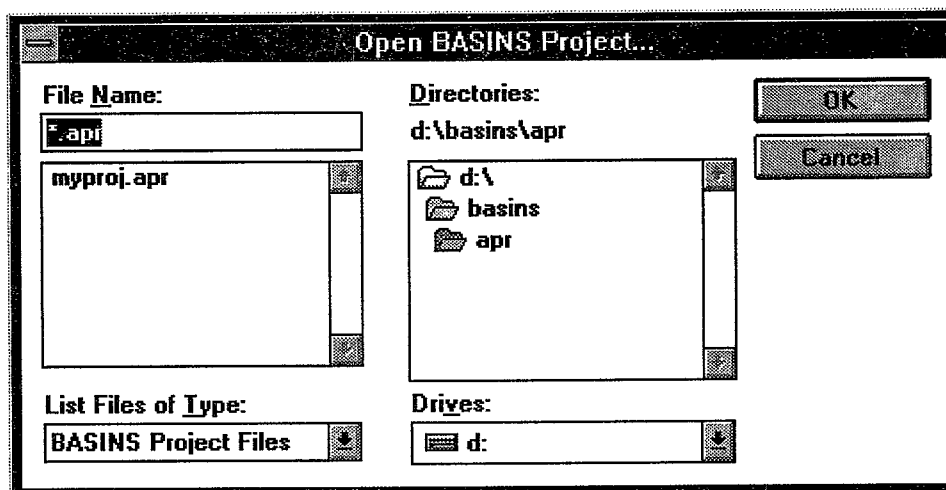 Open BASINS Project...
File Name:
*.apr
myproj.apr
List Files of Type:
BASINS Project Files
Directories:
d:\basins\apr
d:\
basins
apr
Drives:
d:
OK
Cancel